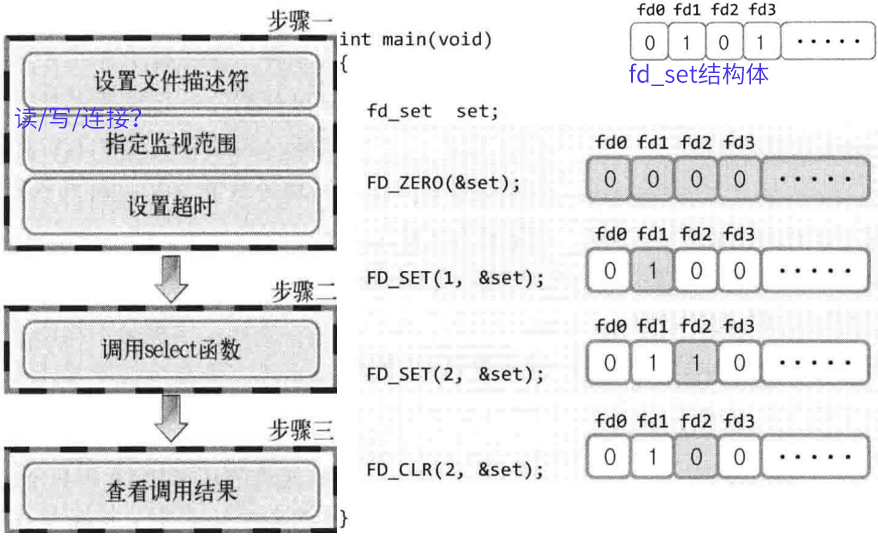 步骤一
设置文件描述符
读/写/连接?
指定监视范围
设置超时
步骤二
调用select函数
步骤三
查看调用结果
int main(void)
{
fd_set set;
FD_ZERO(&set);
FD_SET(1, &set);
FD_SET(2, &set);
FD_CLR(2, &set);
}
fd0 fd1 fd2 fd3
0 1 0 1 ·····
fd_set结构体
fd0 fd1 fd2 fd3
0 0 0 0 ·····
fd0 fd1 fd2 fd3
0 1 0 0 ·····
fd0 fd1 fd2 fd3
0 1 1 0 ·····
fd0 fd1 fd2 fd3
0 1 0 0 ·····